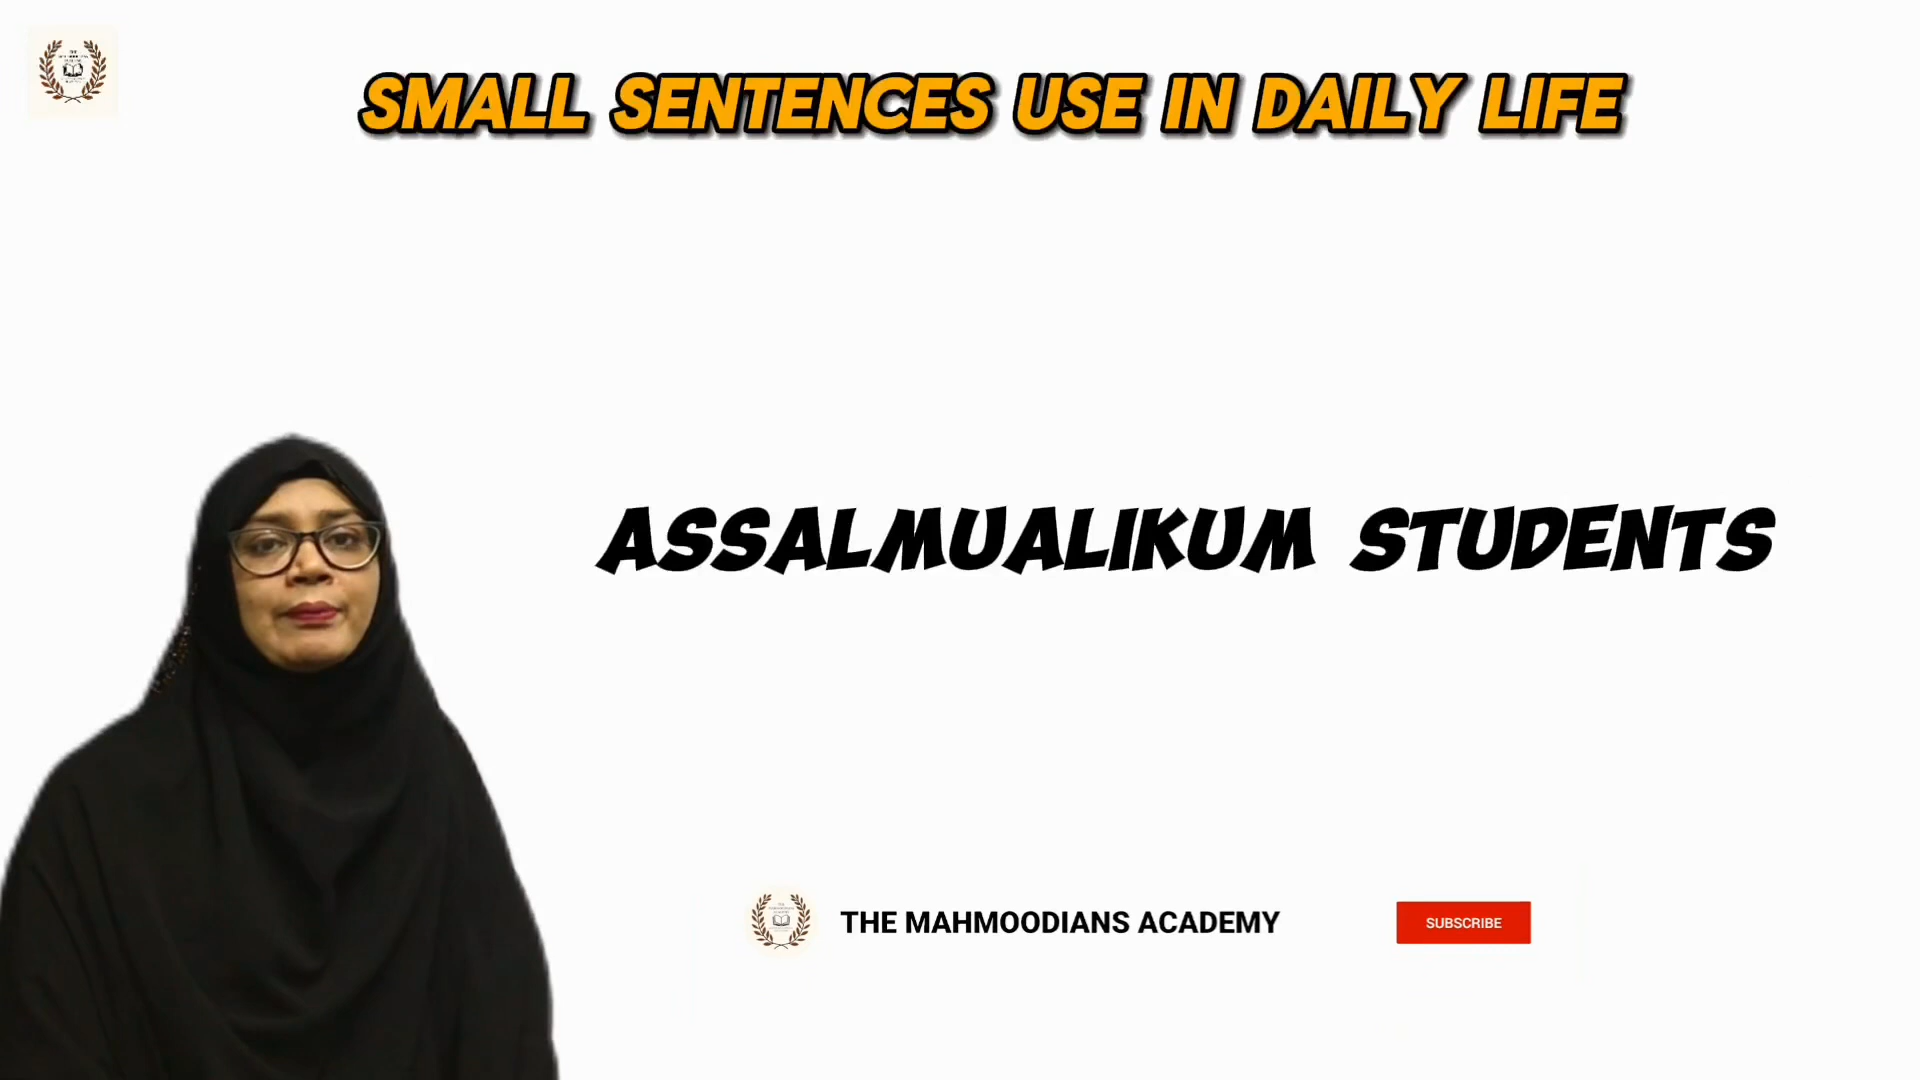 SMALL SENTENCES USE IN DAILY LIFE
ASSALMUALIKUM STUDENTS
THE MAHMOODIANS ACADEMY
SUBSCRIBE